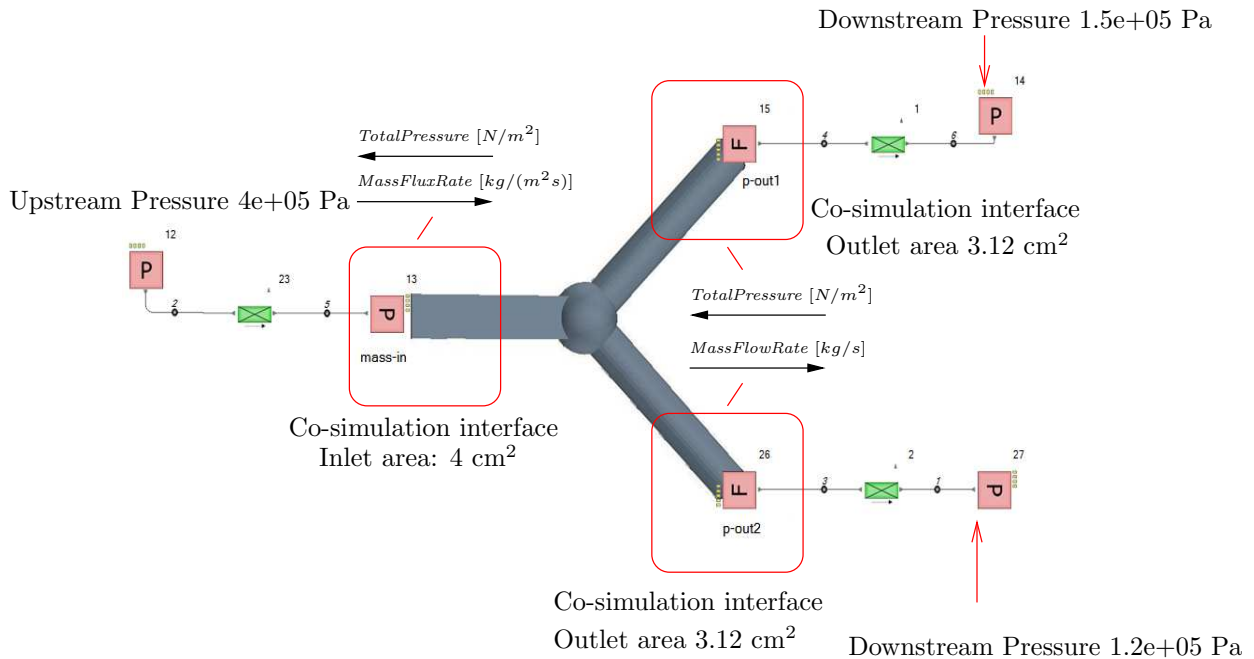 Downstream Pressure 1.5e+05 Pa
14
P
15
F
p-out1
4
1
6
TotalPressure [N/m²]
MassFluxRate [kg/(m²s)]
Upstream Pressure 4e+05 Pa
Co-simulation interface
Outlet area 3.12 cm²
12
P
2
23
5
13
P
mass-in
TotalPressure [N/m²]
MassFlowRate [kg/s]
Co-simulation interface
Inlet area: 4 cm²
26
F
p-out2
3
2
1
27
P
Co-simulation interface
Outlet area 3.12 cm²
Downstream Pressure 1.2e+05 Pa